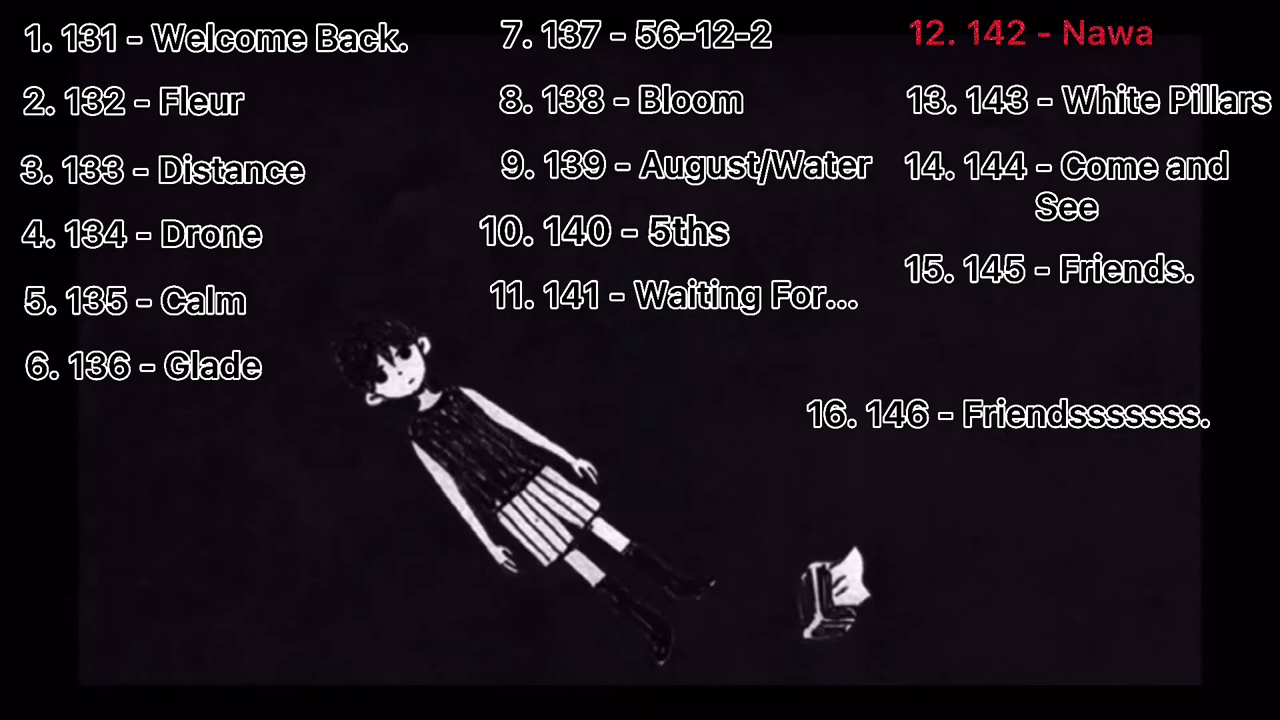 1. 131 - Welcome Back.
2. 132 - Fleur
3. 133 - Distance
4. 134 - Drone
5. 135 - Calm
6. 136 - Glade
7. 137 - 56-12-2
8. 138 - Bloom
9. 139 - August/Water
10. 140 - 5ths
11. 141 - Waiting For...
12. 142 - Nawa
13. 143 - White Pillars
14. 144 - Come and
See
15. 145 - Friends.
16. 146 - Friendsssssss.